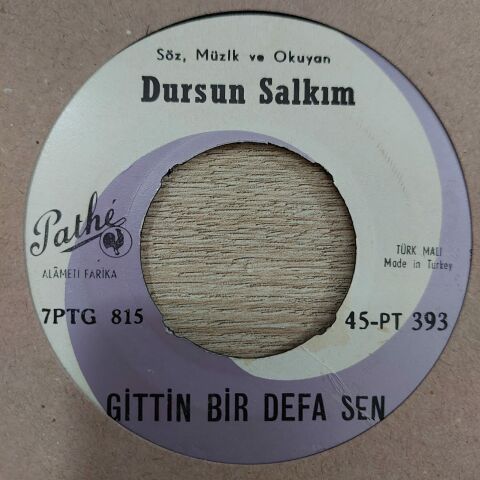 Söz, Müzik ve Okuyan
Dursun Salkım
Pathé
ALÂMETİ FARİKA
TÜRK MALI
Made in Turkey
7PTG 815
45-PT 393
GİTTİN BİR DEFA SEN